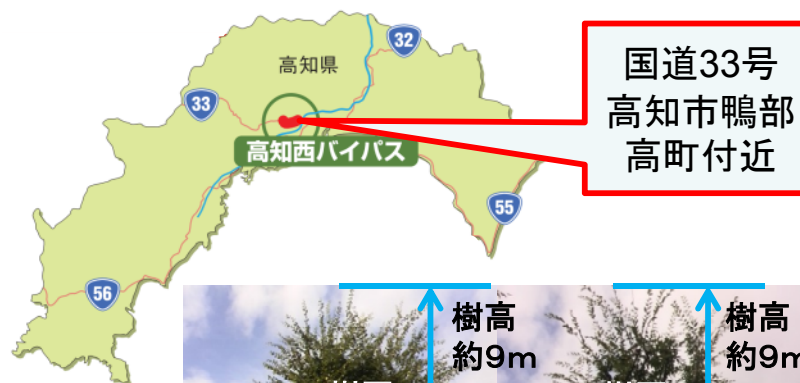 32
高知県
33
高知西バイパス
55
56
国道33号
高知市鴨部
高町付近
樹高
約9m
樹高
約9m